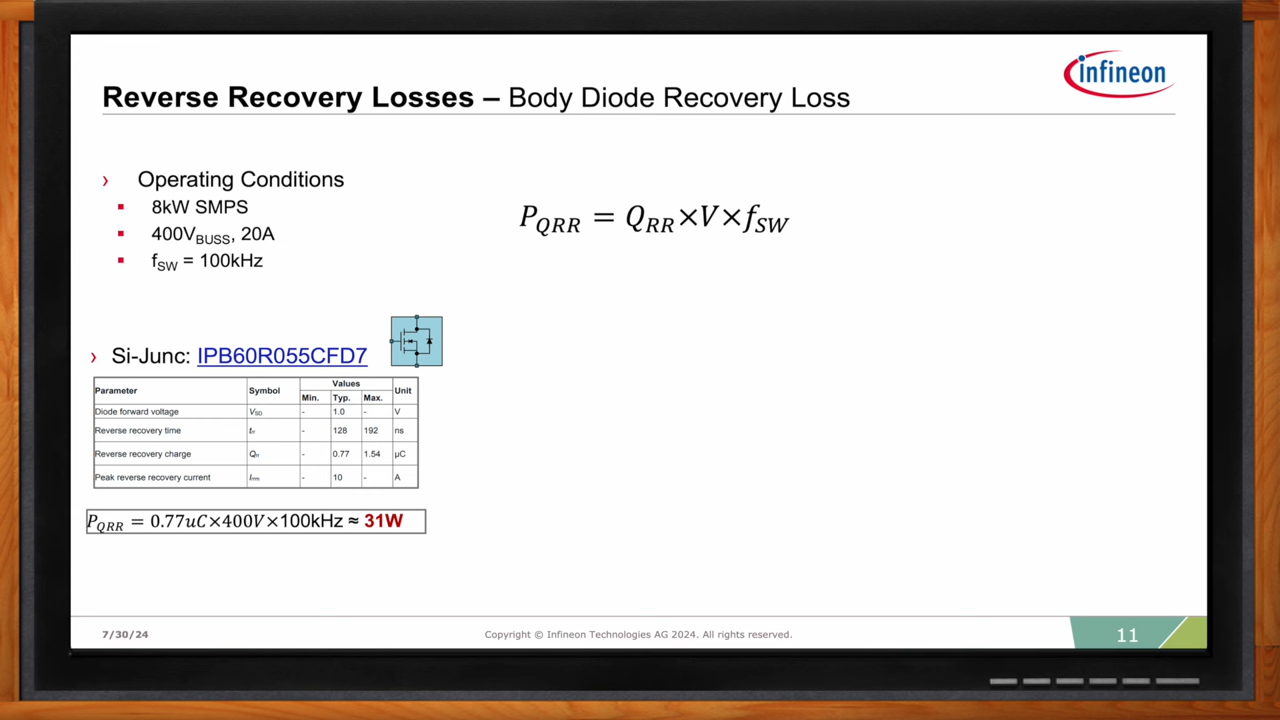 infineon
Reverse Recovery Losses – Body Diode Recovery Loss
› Operating Conditions
▪ 8kW SMPS
▪ 400VBUSS, 20A
▪ fSW = 100kHz
PQRR = QRR×V×fSW
› Si-Junc: IPB60R055CFD7
Parameter Symbol Values Unit
Min. Typ. Max.
Diode forward voltage VSD - 1.0 - V
Reverse recovery time trr - 128 192 ns
Reverse recovery charge Qrr - 0.77 1.54 µC
Peak reverse recovery current Irrm - 10 - A
PQRR = 0.77uC×400V×100kHz ≈ 31W
7/30/24
Copyright © Infineon Technologies AG 2024. All rights reserved.
11